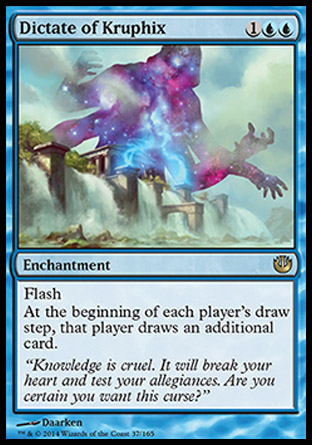 Dictate of Kruphix 1
Enchantment
Flash
At the beginning of each player's draw
step, that player draws an additional
card.
“Knowledge is cruel. It will break your
heart and test your allegiances. Are you
certain you want this curse?”
Daarken
™ & © 2014 Wizards of the Coast 37/165